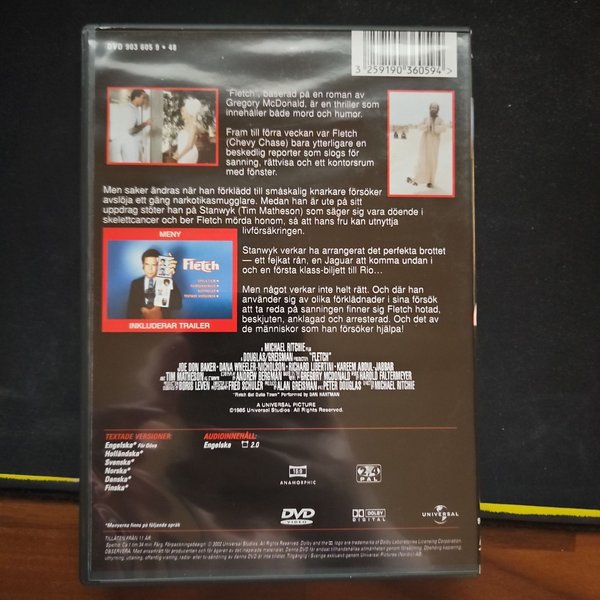 DVD 903 605 9 • 48
3 259190 360594 >
"Fletch", baserad på en roman av
Gregory McDonald, är en thriller som
innehåller både mord och humor.
Fram till förra veckan var Fletch
(Chevy Chase) bara ytterligare en
beskedlig reporter som slogs för
sanning, rättvisa och ett kontorsrum
med fönster.
Men saker ändras när han förklädd till småskalig knarkare försöker
avslöja ett gäng narkotikasmugglare. Medan han är ute på sitt
uppdrag stöter han på Stanwyk (Tim Matheson) som säger sig vara döende i
skelettcancer och ber Fletch mörda honom, så att hans fru kan utnyttja
livförsäkringen.
MENY
Fletch
INKLUDERAR TRAILER
Stanwyk verkar ha arrangerat det perfekta brottet
— ett fejkat rån, en Jaguar att komma undan i
och en första klass-biljett till Rio...
Men något verkar inte helt rätt. Och där han
använder sig av olika förklädnader i sina försök
att ta reda på sanningen finner sig Fletch hotad,
beskjuten, anklagad och arresterad. Och det av
de människor som han försöker hjälpa!
A MICHAEL RITCHIE FILM
A DOUGLAS/GREISMAN PRODUCTION "FLETCH"
JOE DON BAKER • DANA WHEELER-NICHOLSON • RICHARD LIBERTINI • KAREEM ABDUL-JABBAR
TIM MATHESON ANDREW BERGMAN GREGORY MCDONALD HAROLD FALTERMEYER
BORIS LEVEN FRED SCHULER ALAN GREISMAN AND PETER DOUGLAS MICHAEL RITCHIE
"Fletch Get Outta Town" Performed by DAN HARTMAN
A UNIVERSAL PICTURE
©1985 Universal Studios. All Rights Reserved.
TEXTADE VERSIONER:
Engelska* För Döva
Holländska*
Svenska*
Norska*
Danska*
Finska*
AUDIOINNEHÅLL:
Engelska 2.0
16:9
ANAMORPHIC
2,4
PAL
*Menyerna finns på följande språk
DVD
VIDEO
DOLBY
DIGITAL
UNIVERSAL
TILLÅTEN FRÅN 11 ÅR.